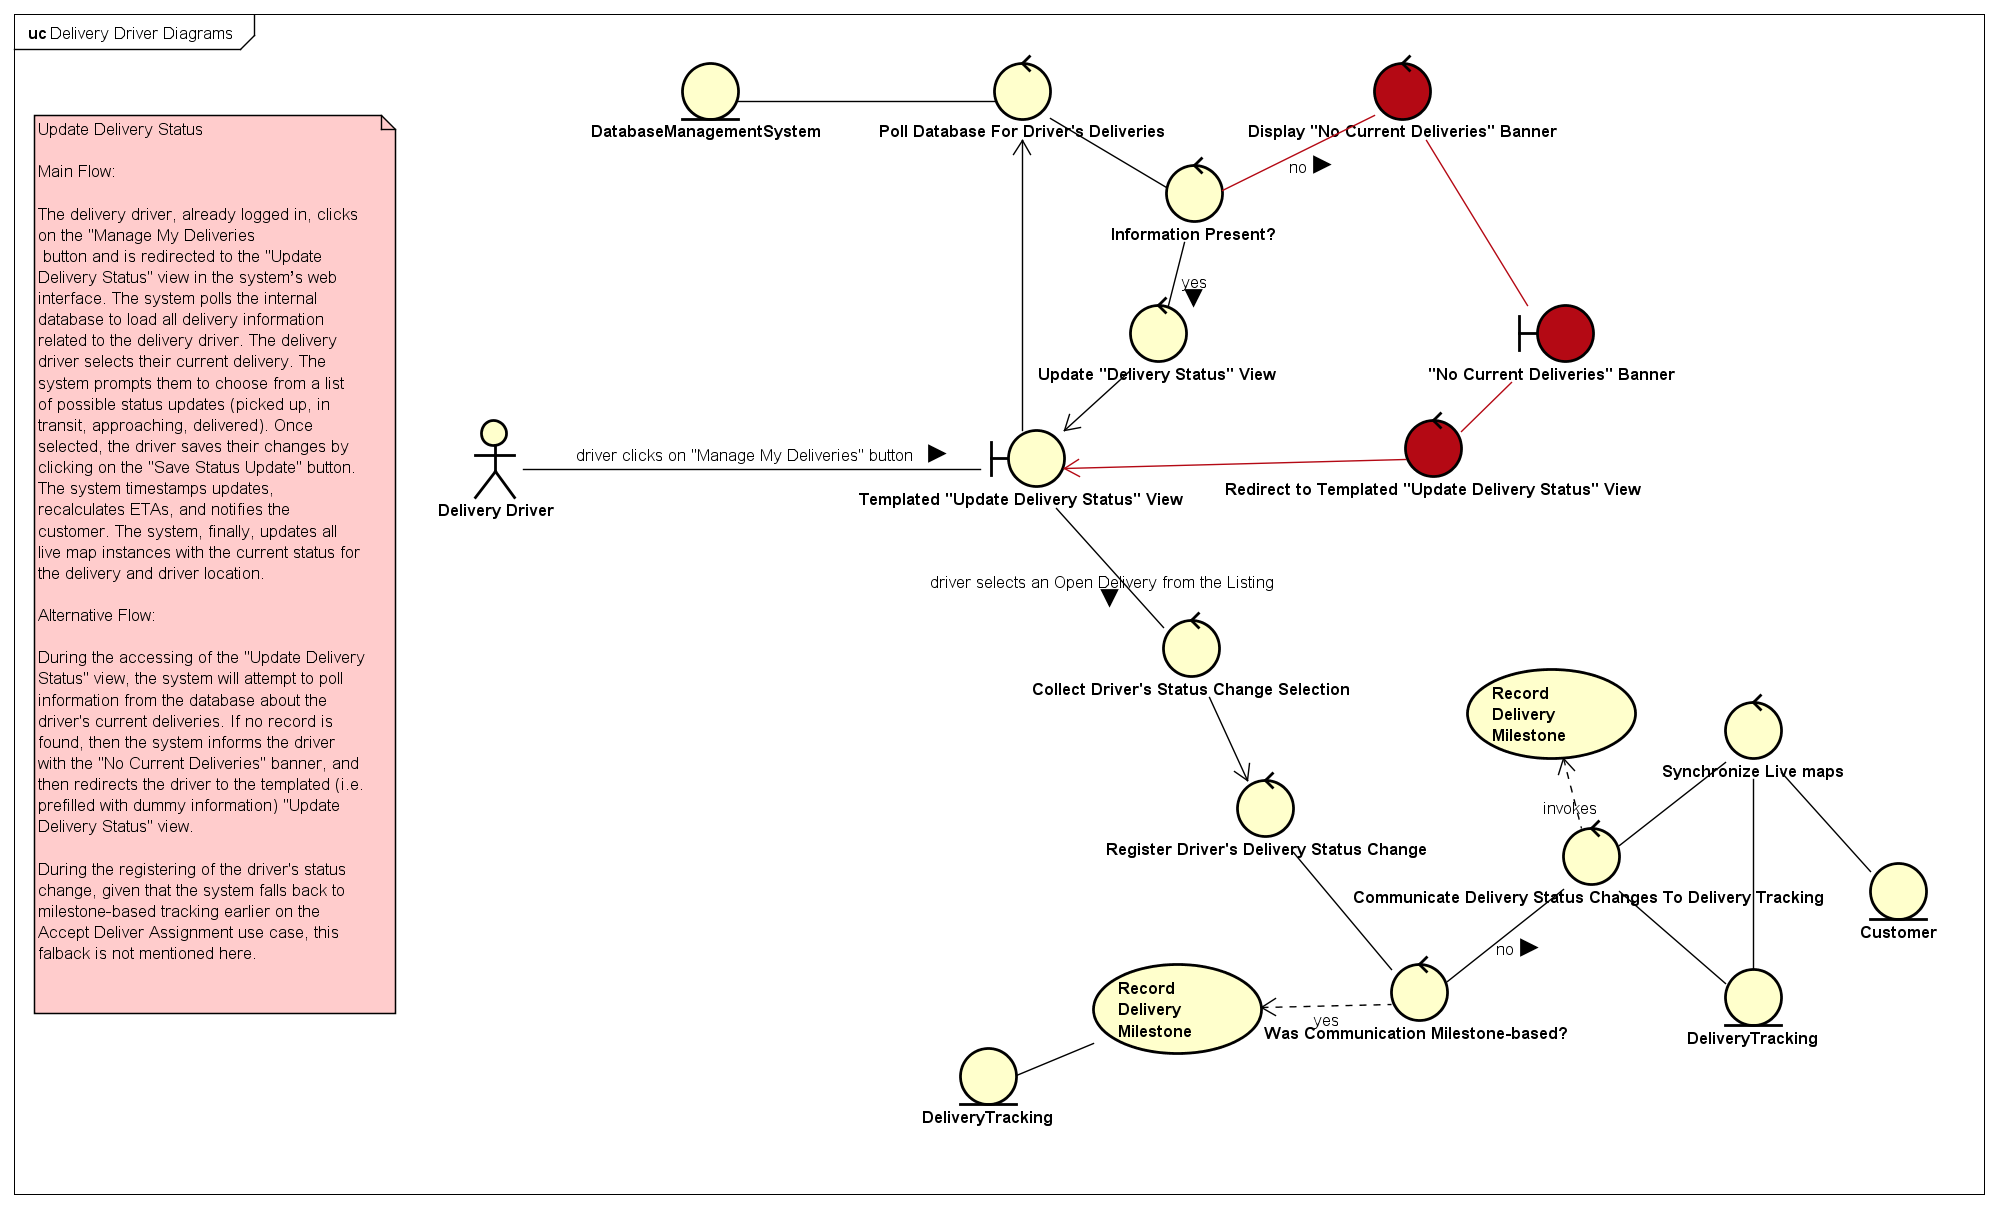 uc Delivery Driver Diagrams
Update Delivery Status
Main Flow:
The delivery driver, already logged in, clicks
on the "Manage My Deliveries
button and is redirected to the "Update
Delivery Status" view in the system's web
interface. The system polls the internal
database to load all delivery information
related to the delivery driver. The delivery
driver selects their current delivery. The
system prompts them to choose from a list
of possible status updates (picked up, in
transit, approaching, delivered). Once
selected, the driver saves their changes by
clicking on the "Save Status Update" button.
The system timestamps updates,
recalculates ETAs, and notifies the
customer. The system, finally, updates all
live map instances with the current status for
the delivery and driver location.
Alternative Flow:
During the accessing of the "Update Delivery
Status" view, the system will attempt to poll
information from the database about the
driver's current deliveries. If no record is
found, then the system informs the driver
with the "No Current Deliveries" banner, and
then redirects the driver to the templated (i.e.
prefilled with dummy information) "Update
Delivery Status" view.
During the registering of the driver's status
change, given that the system falls back to
milestone-based tracking earlier on the
Accept Deliver Assignment use case, this
falback is not mentioned here.
DatabaseManagementSystem
Poll Database For Driver's Deliveries
Display "No Current Deliveries" Banner
no
Information Present?
yes
Update "Delivery Status" View
"No Current Deliveries" Banner
driver clicks on "Manage My Deliveries" button
Delivery Driver
Templated "Update Delivery Status" View
Redirect to Templated "Update Delivery Status" View
driver selects an Open Delivery from the Listing
Collect Driver's Status Change Selection
Record
Delivery
Milestone
Synchronize Live maps
invokes
Register Driver's Delivery Status Change
Communicate Delivery Status Changes To Delivery Tracking
Customer
no
Record
Delivery
Milestone
yes
Was Communication Milestone-based?
DeliveryTracking
DeliveryTracking